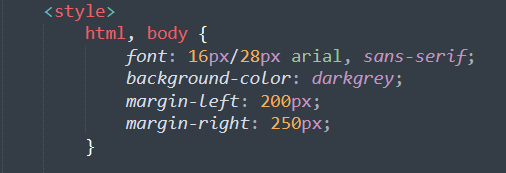 <style>
html, body {
font: 16px/28px arial, sans-serif;
background-color: darkgrey;
margin-left: 200px;
margin-right: 250px;
}